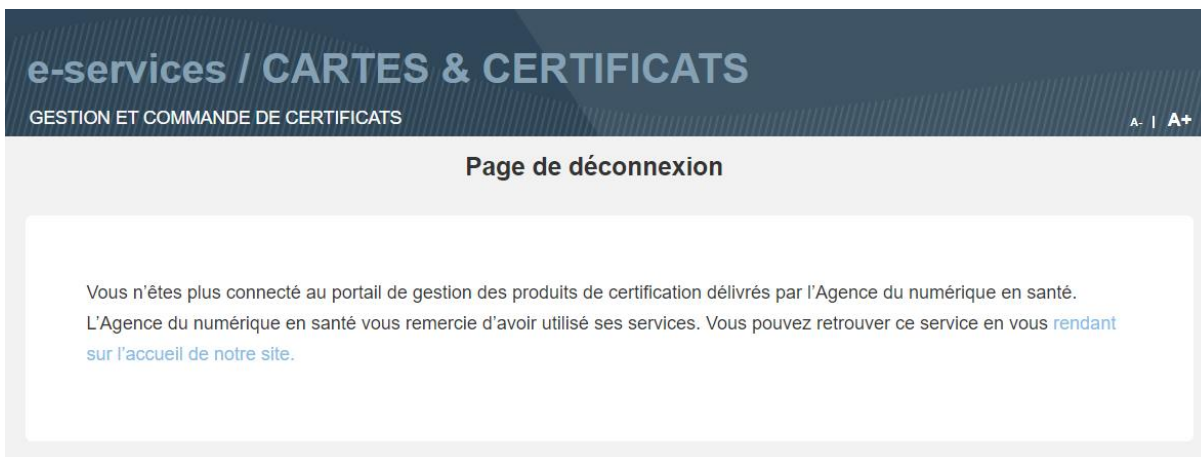 e-services / CARTES & CERTIFICATS
GESTION ET COMMANDE DE CERTIFICATS
A- | A+
Page de déconnexion
Vous n’êtes plus connecté au portail de gestion des produits de certification délivrés par l’Agence du numérique en santé.
L’Agence du numérique en santé vous remercie d’avoir utilisé ses services. Vous pouvez retrouver ce service en vous rendant
sur l’accueil de notre site.